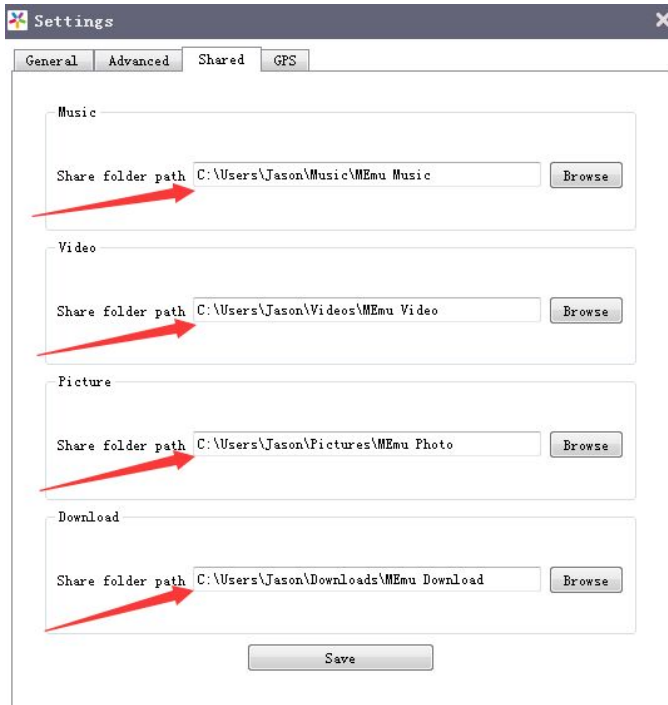 Settings
General Advanced Shared GPS
Music
Share folder path C:\Users\Jason\Music\MEmu Music Browse
Video
Share folder path C:\Users\Jason\Videos\MEmu Video Browse
Picture
Share folder path C:\Users\Jason\Pictures\MEmu Photo Browse
Download
Share folder path C:\Users\Jason\Downloads\MEmu Download Browse
Save